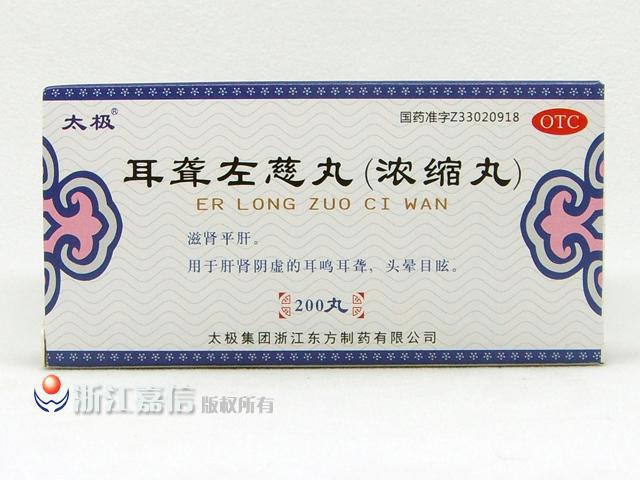 太极®
国药准字Z33020918
OTC
耳聋左慈丸(浓缩丸)
ER LONG ZUO CI WAN
滋肾平肝。
用于肝肾阴虚的耳鸣耳聋，头晕目眩。
200丸
太极集团浙江东方制药有限公司
浙江嘉信 版权所有